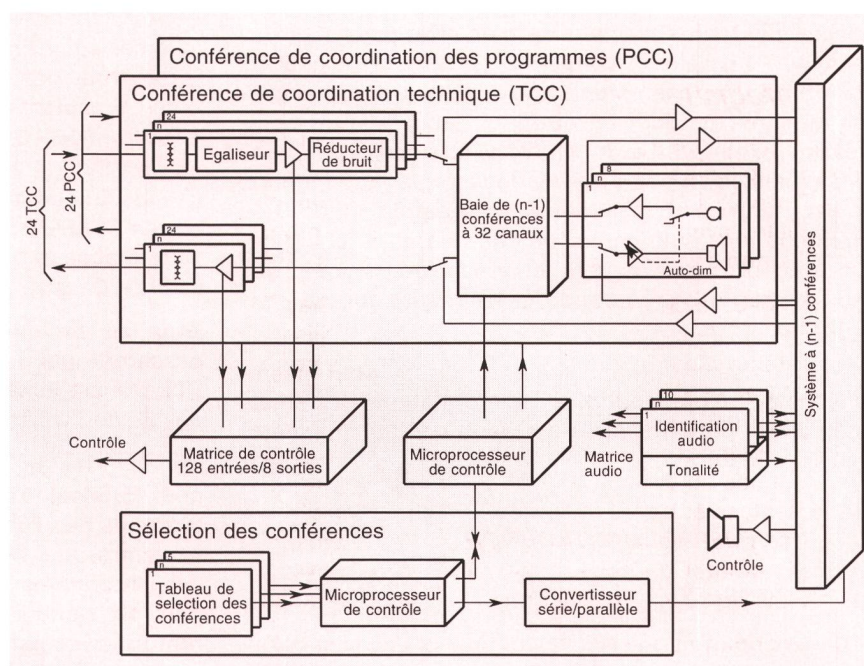 Conférence de coordination des programmes (PCC)
Conférence de coordination technique (TCC)
24
n
1
Egaliseur
Réducteur
de bruit
24 TCC
24 PCC
24
n
1
Baie de (n-1)
conférences
à 32 canaux
8
n
1
Auto-dim
Système à (n-1) conférences
Contrôle
Matrice de contrôle
128 entrées/8 sorties
Microprocesseur
de contrôle
Matrice
audio
10
n
1
Identification
audio
Tonalité
Contrôle
Sélection des conférences
5
n
1
Tableau de
selection des
conférences
Microprocesseur
de contrôle
Convertisseur
série/parallèle